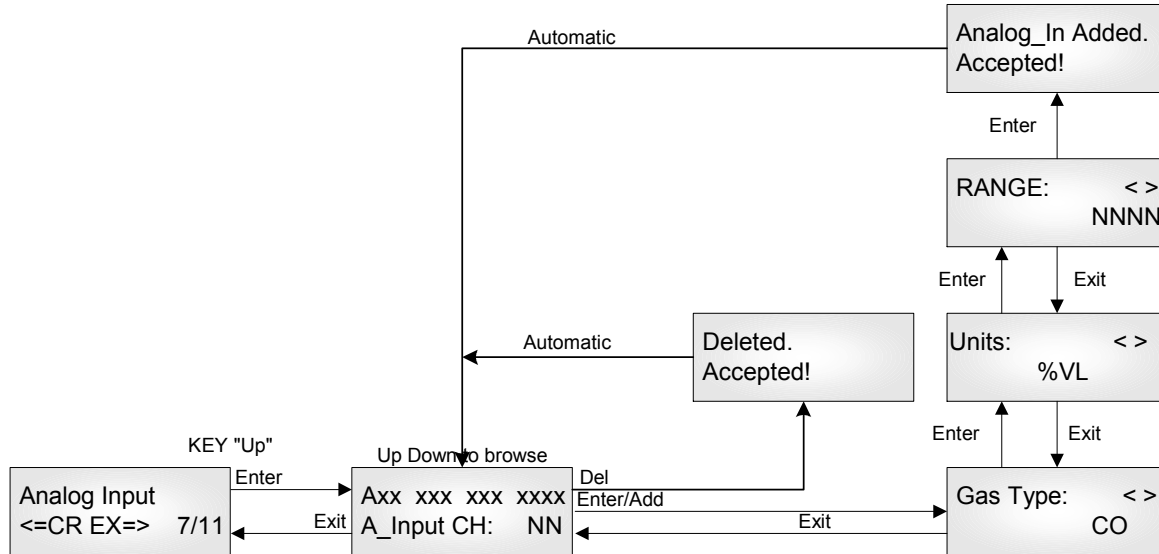 Analog_In Added.
Accepted!
Automatic
Enter
RANGE: < >
NNNN
Enter
Exit
Deleted.
Accepted!
Automatic
Units: < >
%VL
Enter
Exit
KEY "Up"
Up Down to browse
Analog Input
<=CR EX=> 7/11
Enter
Exit
Axx xxx xxx xxxx
A_Input CH: NN
Del
Enter/Add
Exit
Gas Type: < >
CO